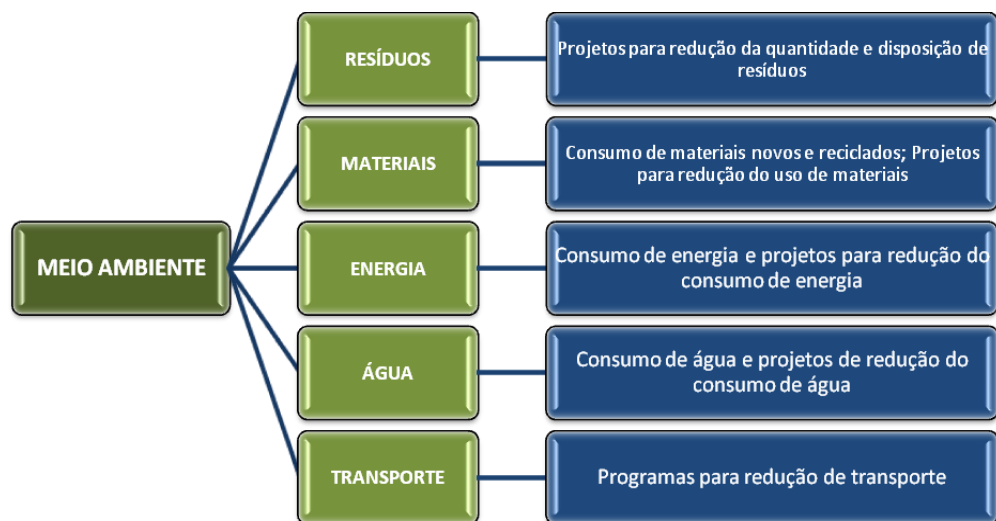 RESÍDUOS
Projetos para redução da quantidade e disposição de
resíduos
MATERIAIS
Consumo de materiais novos e reciclados; Projetos
para redução do uso de materiais
MEIO AMBIENTE
ENERGIA
Consumo de energia e projetos para redução do
consumo de energia
ÁGUA
Consumo de água e projetos de redução do
consumo de água
TRANSPORTE
Programas para redução de transporte